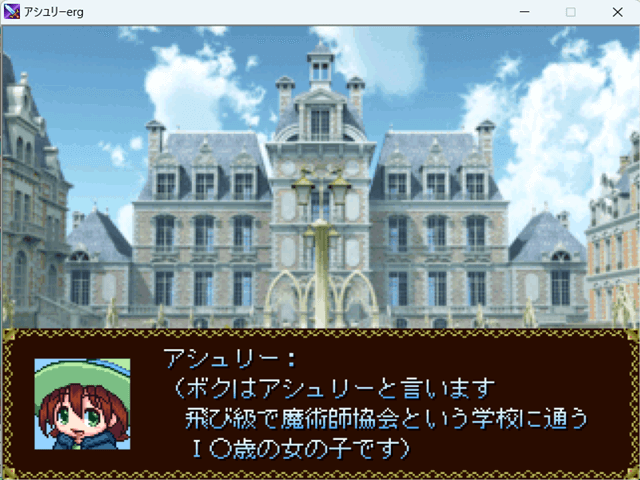 アシュリーerg
アシュリー：
（ボクはアシュリーと言います
飛び級で魔術師協会という学校に通う
Ｉ〇歳の女の子です）